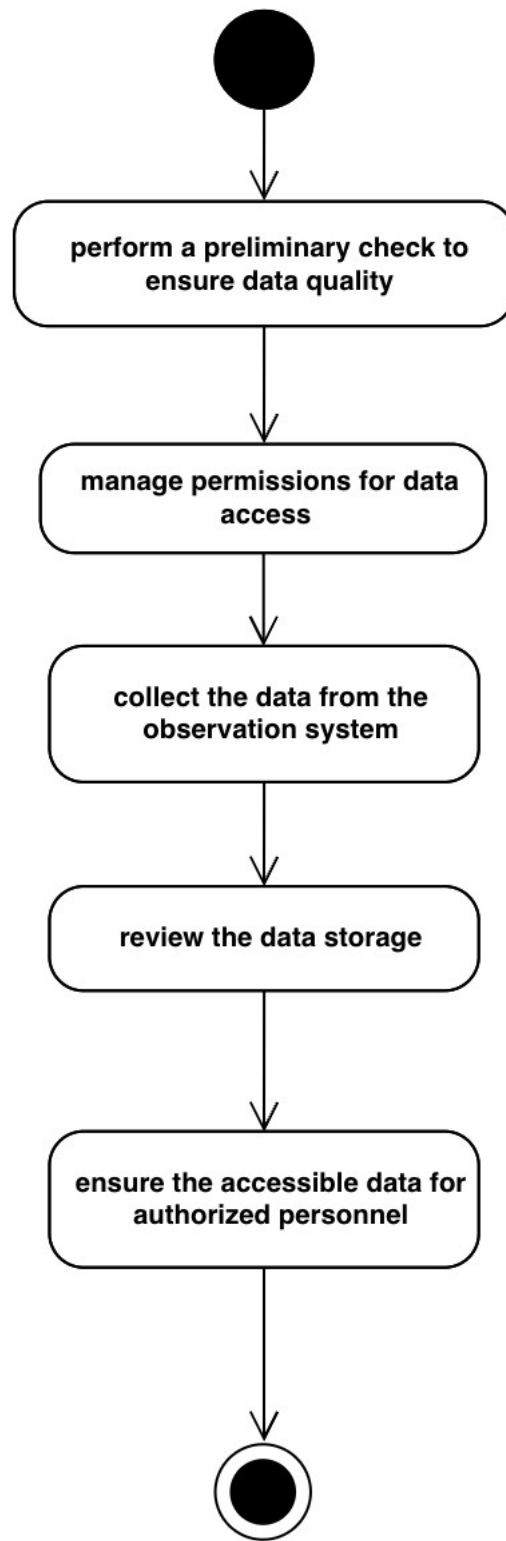 perform a preliminary check to
ensure data quality
manage permissions for data
access
collect the data from the
observation system
review the data storage
ensure the accessible data for
authorized personnel